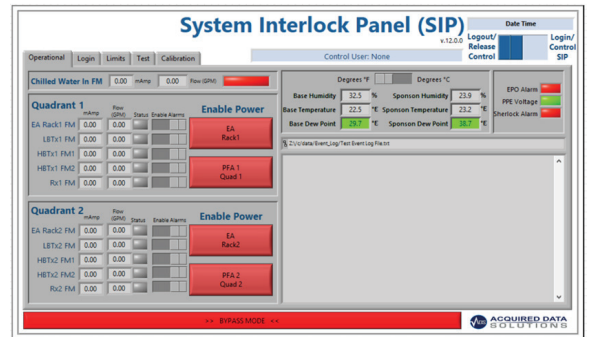 System Interlock Panel (SIP)
v.12.0.0
Date Time
Logout/ Release Control
Login/ Control SIP
Operational Login Limits Test Calibration
Control User: None
Chilled Water In FM 0.00 mAmp 0.00 Flow (GPM)
Degrees °F Degrees °C
Base Humidity 32.5 % Sponson Humidity 23.9 %
Base Temperature 22.5 °F Sponson Temperature 23.2 °F
Base Dew Point 29.7 °F Sponson Dew Point 38.7 °F
EPO Alarm
PPE Voltage
Sherlock Alarm
Quadrant 1
mAmp Flow (GPM) Status Enable Alarms
Enable Power
EA Rack1 FM 0.00 0.00
LBTx1 FM 0.00 0.00
HBTx1 FM1 0.00 0.00
HBTx1 FM2 0.00 0.00
Rx1 FM 0.00 0.00
EA Rack1
PFA 1 Quad 1
Z:\c/data/Event_Log/Test Event Log File.txt
Quadrant 2
mAmp Flow (GPM) Status Enable Alarms
Enable Power
EA Rack2 FM 0.00 0.00
LBTx2 FM 0.00 0.00
HBTx2 FM1 0.00 0.00
HBTx2 FM2 0.00 0.00
Rx2 FM 0.00 0.00
EA Rack2
PFA 2 Quad 2
>> BYPASS MODE <<
ADS
ACQUIRED DATA
SOLUTIONS